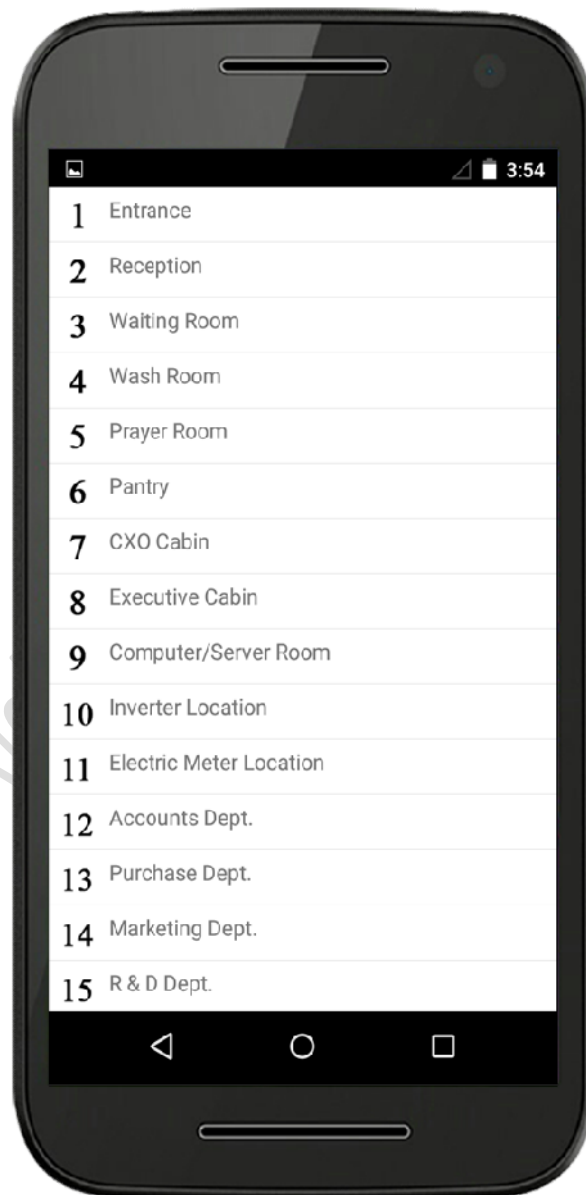 3:54
1 Entrance
2 Reception
3 Waiting Room
4 Wash Room
5 Prayer Room
6 Pantry
7 CXO Cabin
8 Executive Cabin
9 Computer/Server Room
10 Inverter Location
11 Electric Meter Location
12 Accounts Dept.
13 Purchase Dept.
14 Marketing Dept.
15 R & D Dept.